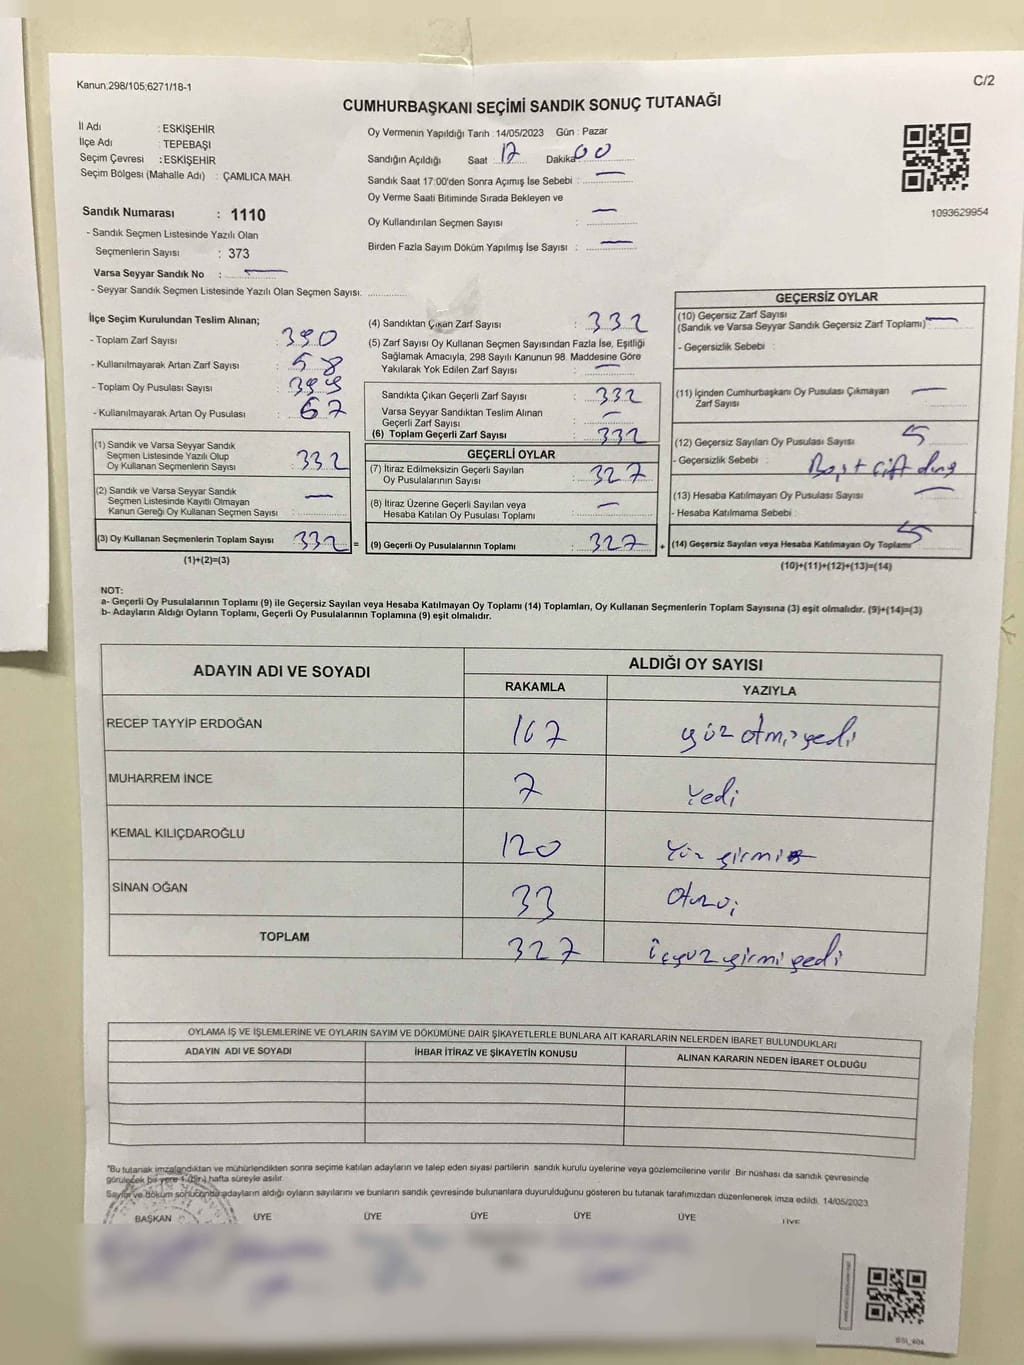 Kanun.298/105;6271/18-1
C/2
CUMHURBAŞKANI SEÇİMİ SANDIK SONUÇ TUTANAĞI
İl Adı : ESKİŞEHİR
İlçe Adı : TEPEBAŞI
Seçim Çevresi : ESKİŞEHİR
Seçim Bölgesi (Mahalle Adı) : ÇAMLICA MAH.
Sandık Numarası : 1110
- Sandık Seçmen Listesinde Yazılı Olan
Seçmenlerin Sayısı : 373
Varsa Seyyar Sandık No : —
- Seyyar Sandık Seçmen Listesinde Yazılı Olan Seçmen Sayısı:
Oy Vermenin Yapıldığı Tarih : 14/05/2023 Gün : Pazar
Sandığın Açıldığı Saat : 17 Dakika 00
Sandık Saat 17:00'den Sonra Açımış İse Sebebi : —
Oy Verme Saati Bitiminde Sırada Bekleyen ve
Oy Kullandırılan Seçmen Sayısı : —
Birden Fazla Sayım Döküm Yapılmış İse Sayısı : —
1093629954
İlçe Seçim Kurulundan Teslim Alınan;
- Toplam Zarf Sayısı : 390
- Kullanılmayarak Artan Zarf Sayısı : 58
- Toplam Oy Pusulası Sayısı :
- Kullanılmayarak Artan Oy Pusulası : 67
(1) Sandık ve Varsa Seyyar Sandık
Seçmen Listesinde Yazılı Olup
Oy Kullanan Seçmenlerin Sayısı : 332
(2) Sandık ve Varsa Seyyar Sandık
Seçmen Listesinde Kayıtlı Olmayan
Kanun Gereği Oy Kullanan Seçmen Sayısı : —
(3) Oy Kullanan Seçmenlerin Toplam Sayısı 332 =
(1)+(2)=(3)
(4) Sandıktan Çıkan Zarf Sayısı : 332
(5) Zarf Sayısı Oy Kullanan Seçmen Sayısından Fazla İse, Eşitliği
Sağlamak Amacıyla, 298 Sayılı Kanunun 98. Maddesine Göre
Yakılarak Yok Edilen Zarf Sayısı : —
Sandıkta Çıkan Geçerli Zarf Sayısı : 332
Varsa Seyyar Sandıktan Teslim Alınan
Geçerli Zarf Sayısı : —
(6) Toplam Geçerli Zarf Sayısı : 332
GEÇERLİ OYLAR
(7) İtiraz Edilmeksizin Geçerli Sayılan
Oy Pusulalarının Sayısı : 327
(8) İtiraz Üzerine Geçerli Sayılan veya
Hesaba Katılan Oy Pusulası Toplamı : —
(9) Geçerli Oy Pusulalarının Toplamı : 327 +
GEÇERSİZ OYLAR
(10) Geçersiz Zarf Sayısı
(Sandık ve Varsa Seyyar Sandık Geçersiz Zarf Toplamı) : —
- Geçersizlik Sebebi :
(11) İçinden Cumhurbaşkanı Oy Pusulası Çıkmayan
Zarf Sayısı : —
(12) Geçersiz Sayılan Oy Pusulası Sayısı : 5
- Geçersizlik Sebebi :
(13) Hesaba Katılmayan Oy Pusulası Sayısı : —
- Hesaba Katılmama Sebebi :
(14) Geçersiz Sayılan veya Hesaba Katılmayan Oy Toplamı 5
(10)+(11)+(12)+(13)=(14)
NOT:
a- Geçerli Oy Pusulalarının Toplamı (9) ile Geçersiz Sayılan veya Hesaba Katılmayan Oy Toplamı (14) Toplamları, Oy Kullanan Seçmenlerin Toplam Sayısına (3) eşit olmalıdır. (9)+(14)=(3)
b- Adayların Aldığı Oyların Toplamı, Geçerli Oy Pusulalarının Toplamına (9) eşit olmalıdır.
ADAYIN ADI VE SOYADI
ALDIĞI OY SAYISI
RAKAMLA YAZIYLA
RECEP TAYYİP ERDOĞAN 167
MUHARREM İNCE 7 Yedi
KEMAL KILIÇDAROĞLU 120 Yüz yirmi
SİNAN OĞAN 33
TOPLAM 327 üçyüz yirmi yedi
OYLAMA İŞ VE İŞLEMLERİNE VE OYLARIN SAYIM VE DÖKÜMÜNE DAİR ŞİKAYETLERLE BUNLARA AİT KARARLARIN NELERDEN İBARET BULUNDUKLARI
ADAYIN ADI VE SOYADI İHBAR İTİRAZ VE ŞİKAYETİN KONUSU ALINAN KARARIN NEDEN İBARET OLDUĞU
*Bu tutanak imzalandıktan ve mühürlendikten sonra seçime katılan adayların ve talep eden siyasi partilerin sandık kurulu üyelerine veya gözlemcilerine verilir. Bir nüshası da sandık çevresinde
görülecek bir yere 1 (Bir) hafta süreyle asılır.
Sayım ve döküm sonucunda adayların aldığı oyların sayılarını ve bunların sandık çevresinde bulunanlara duyurulduğunu gösteren bu tutanak tarafımızdan düzenlenerek imza edildi. 14/05/2023
BAŞKAN ÜYE ÜYE ÜYE ÜYE ÜYE ÜYE